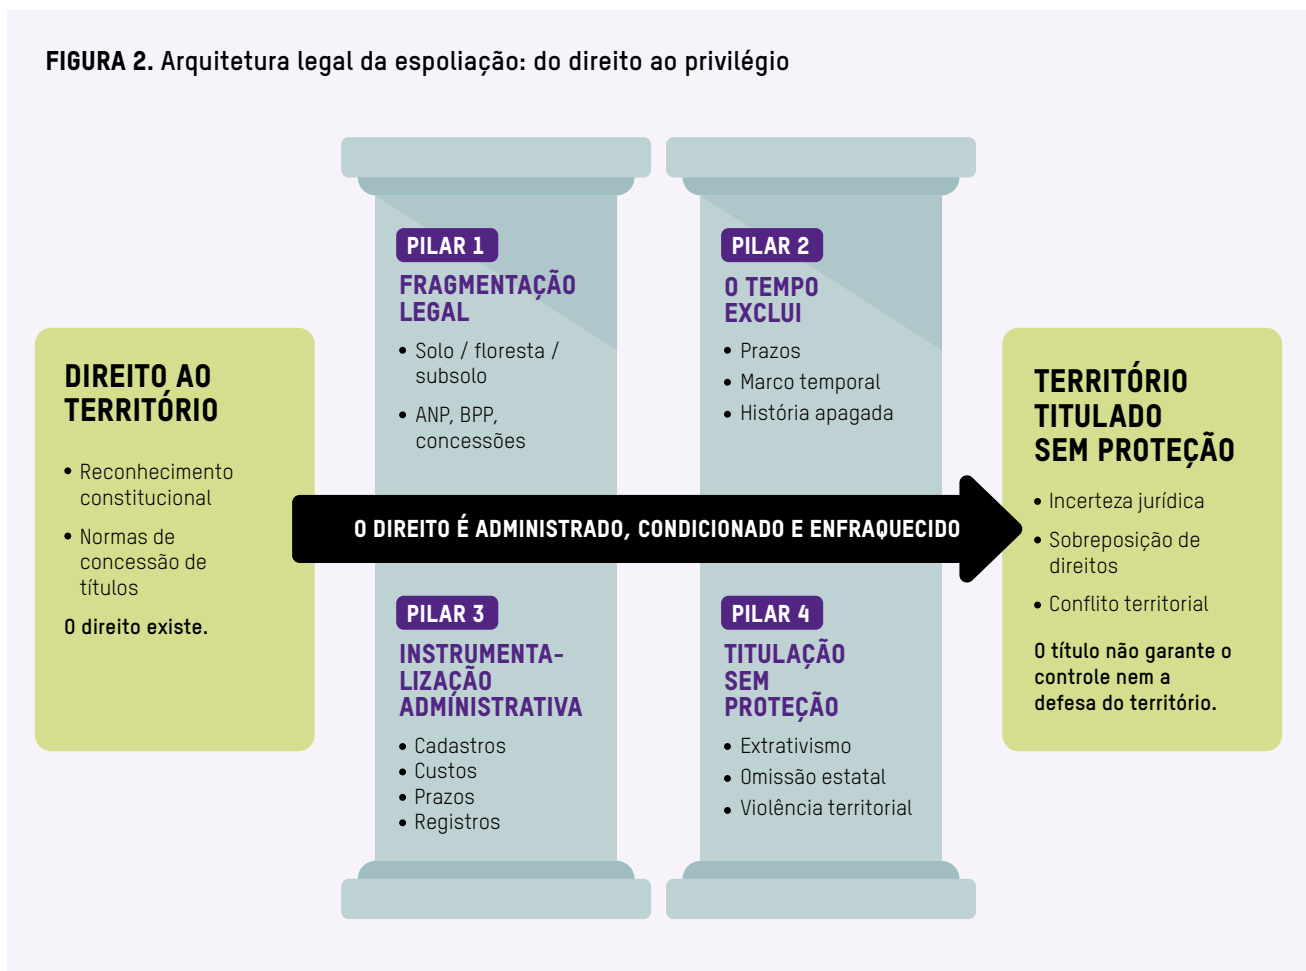 FIGURA 2. Arquitetura legal da espoliação: do direito ao privilégio
DIREITO AO
TERRITÓRIO
• Reconhecimento
constitucional
• Normas de
concessão de
títulos
O direito existe.
PILAR 1
FRAGMENTAÇÃO
LEGAL
• Solo / floresta /
subsolo
• ANP, BPP,
concessões
PILAR 2
O TEMPO
EXCLUI
• Prazos
• Marco temporal
• História apagada
O DIREITO É ADMINISTRADO, CONDICIONADO E ENFRAQUECIDO
PILAR 3
INSTRUMENTA-
LIZAÇÃO
ADMINISTRATIVA
• Cadastros
• Custos
• Prazos
• Registros
PILAR 4
TITULAÇÃO
SEM
PROTEÇÃO
• Extrativismo
• Omissão estatal
• Violência territorial
TERRITÓRIO
TITULADO
SEM PROTEÇÃO
• Incerteza jurídica
• Sobreposição de
direitos
• Conflito territorial
O título não garante o
controle nem a
defesa do território.